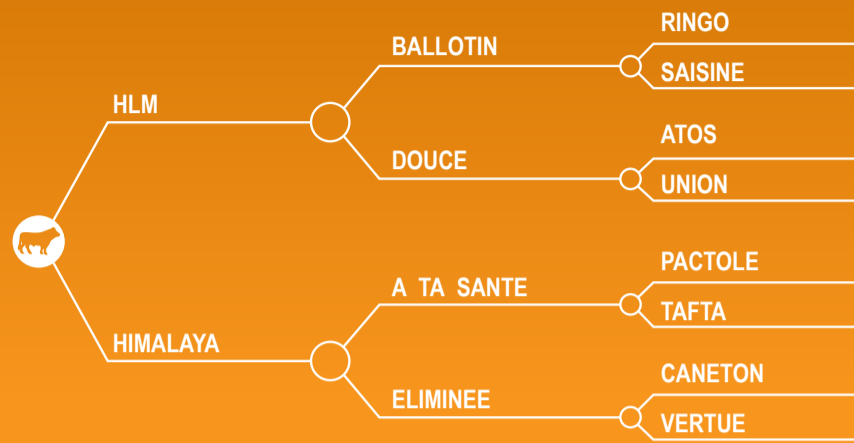 RINGO
BALLOTIN
SAISINE
HLM
ATOS
DOUCE
UNION
PACTOLE
A TA SANTE
TAFTA
HIMALAYA
CANETON
ELIMINEE
VERTUE